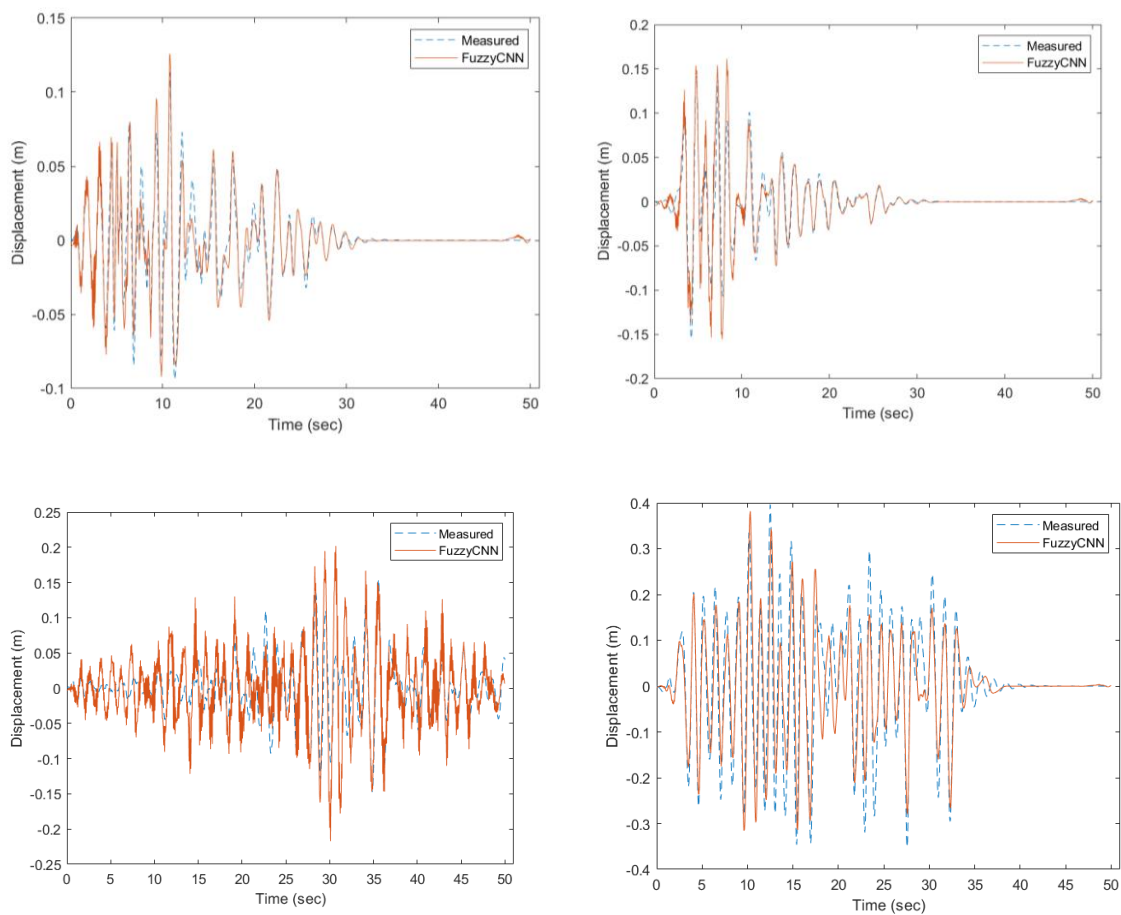 0.15
0.1
0.05
0
-0.05
-0.1
Displacement (m)
0 10 20 30 40 50
Time (sec)
Measured
FuzzyCNN
0.2
0.15
0.1
0.05
0
-0.05
-0.1
-0.15
-0.2
Displacement (m)
0 10 20 30 40 50
Time (sec)
Measured
FuzzyCNN
0.25
0.2
0.15
0.1
0.05
0
-0.05
-0.1
-0.15
-0.2
-0.25
Displacement (m)
0 5 10 15 20 25 30 35 40 45 50
Time (sec)
Measured
FuzzyCNN
0.4
0.3
0.2
0.1
0
-0.1
-0.2
-0.3
-0.4
Displacement (m)
0 5 10 15 20 25 30 35 40 45 50
Time (sec)
Measured
FuzzyCNN